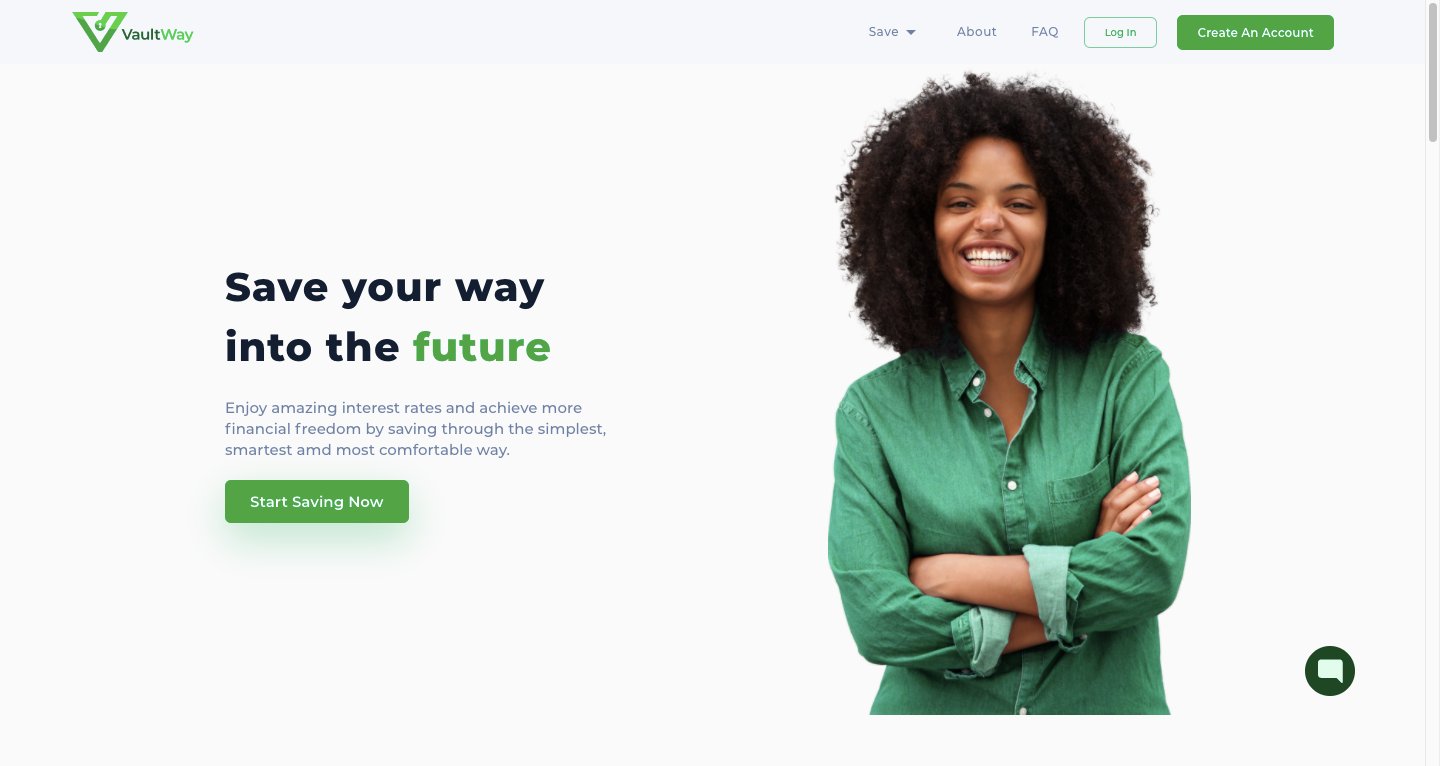 VaultWay
Save
About
FAQ
Log In
Create An Account
Save your way
into the future
Enjoy amazing interest rates and achieve more
financial freedom by saving through the simplest,
smartest amd most comfortable way.
Start Saving Now